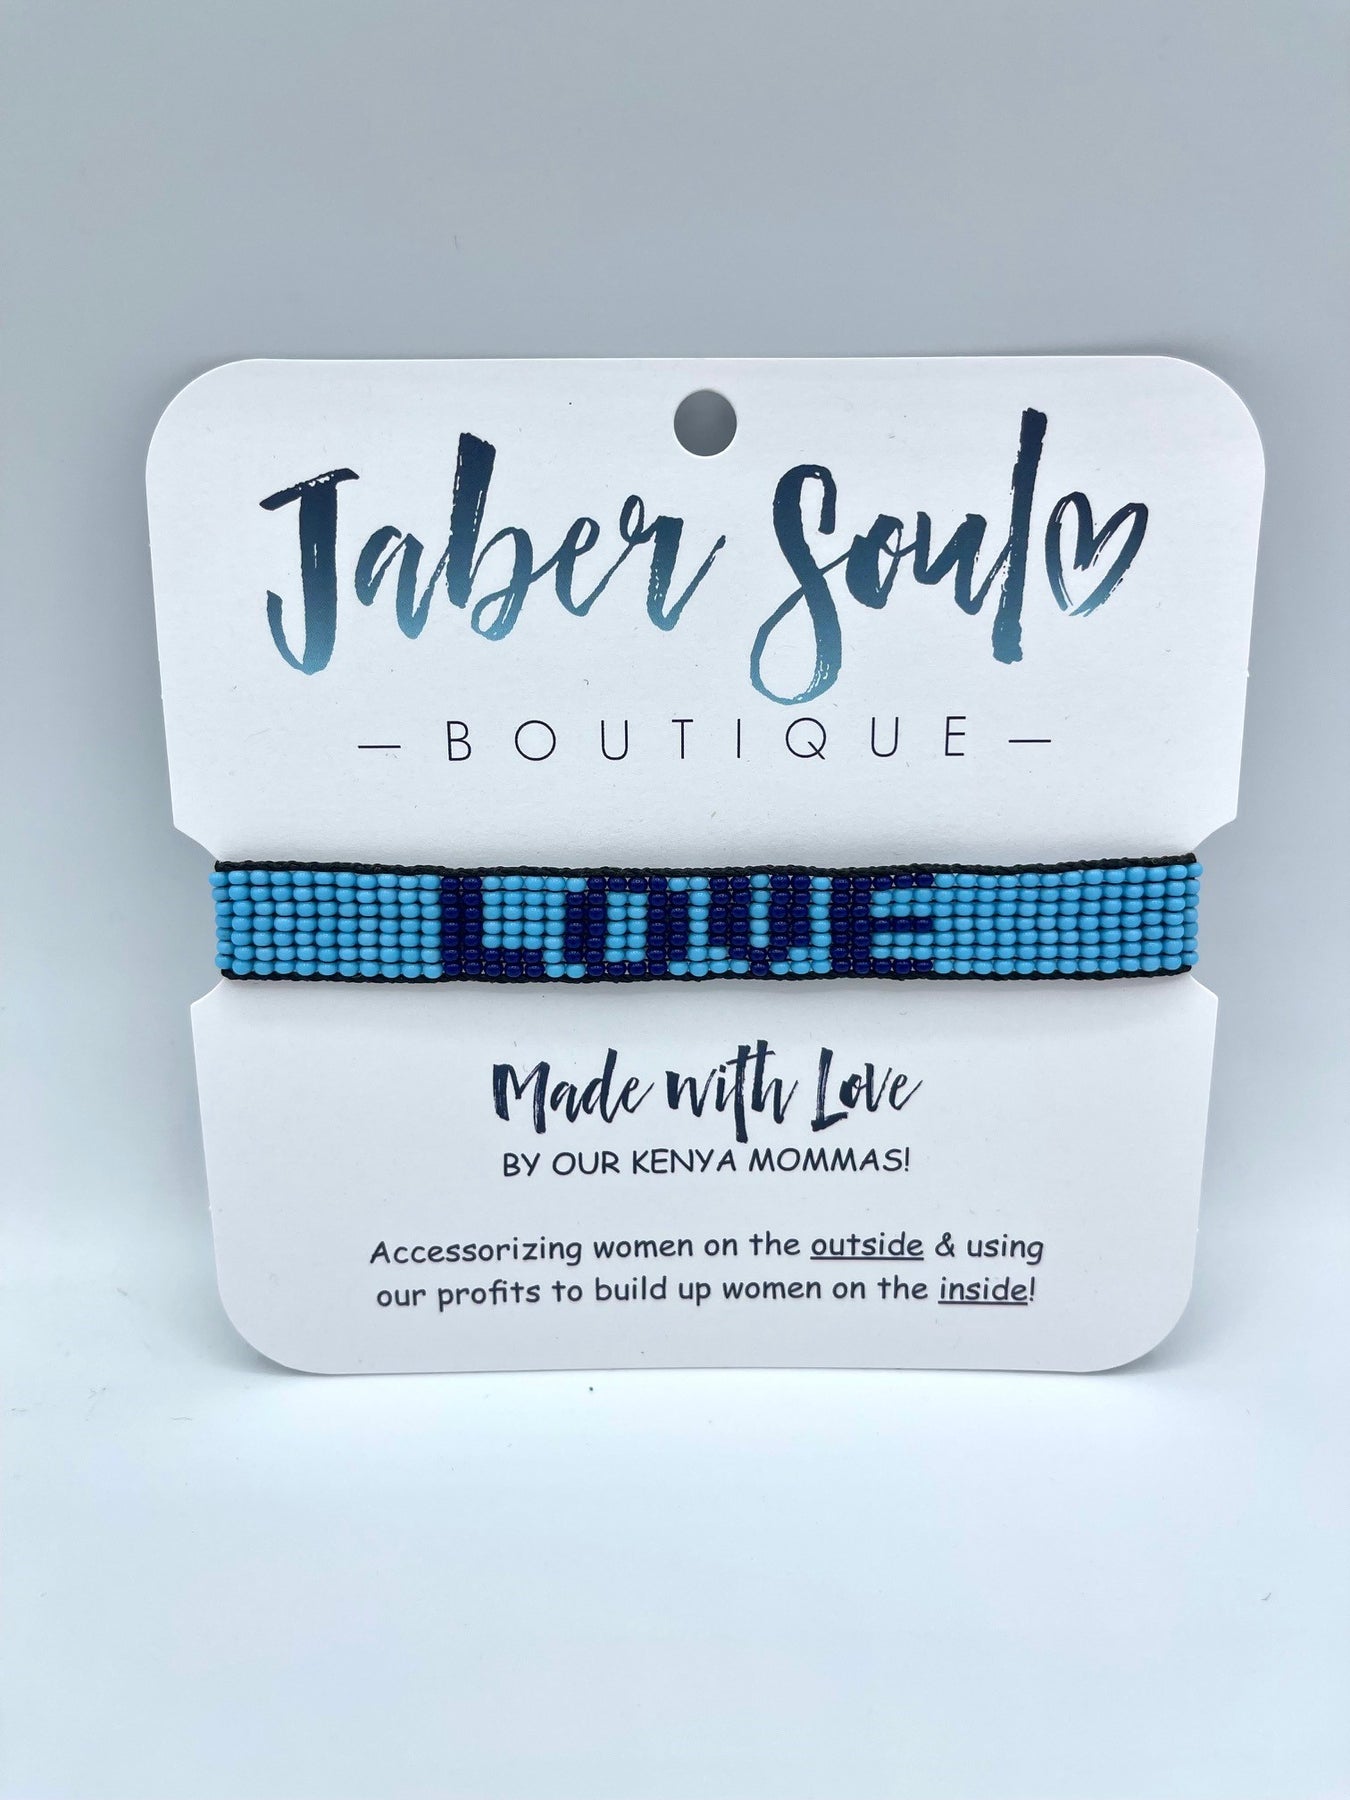 Jaber Soul
— BOUTIQUE —
LOVE
Made with Love
BY OUR KENYA MOMMAS!
Accessorizing women on the outside & using
our profits to build up women on the inside!